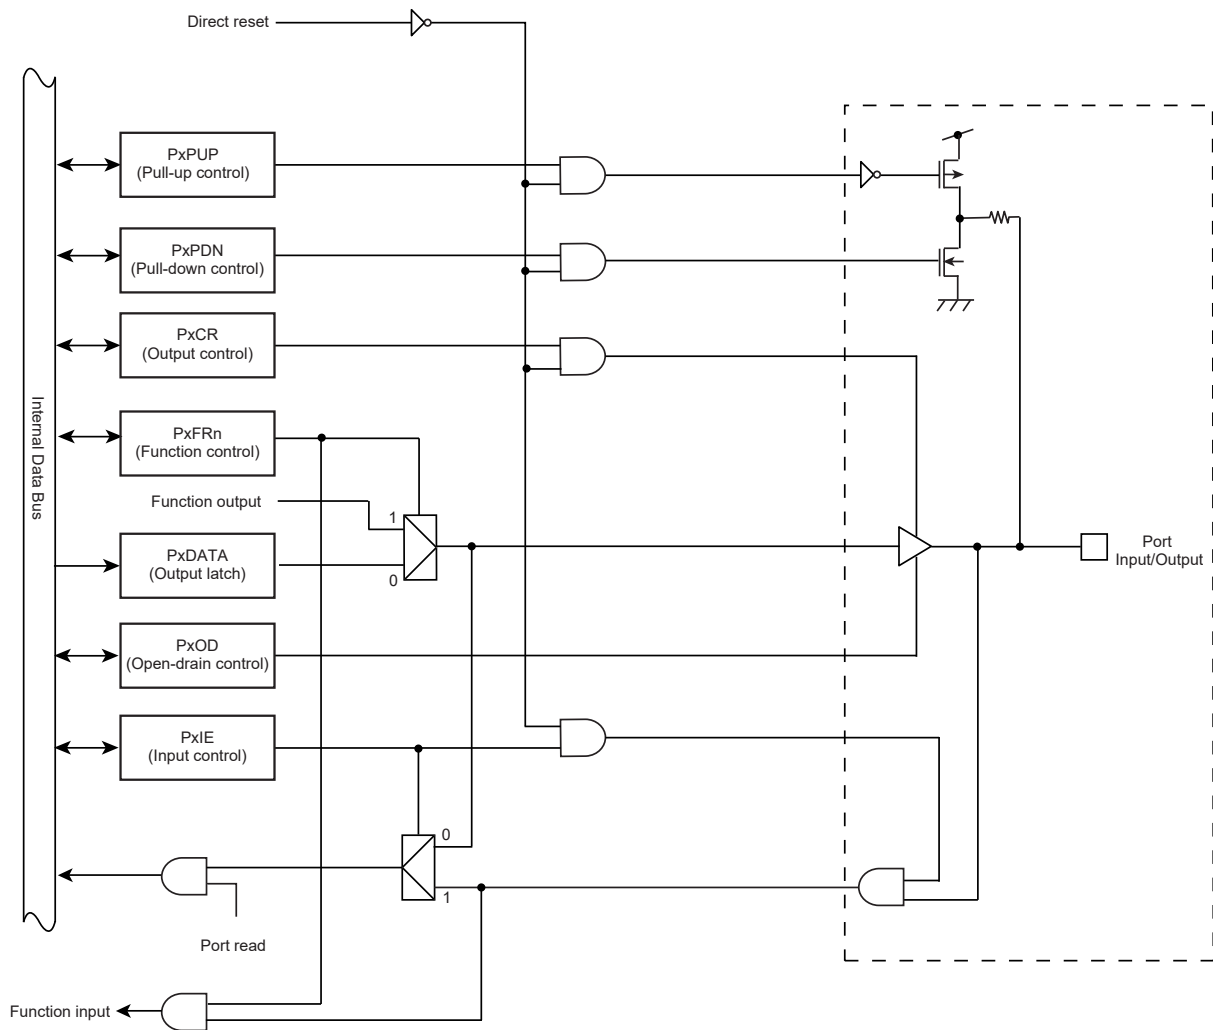 Direct reset
PxPUP
(Pull-up control)
PxPDN
(Pull-down control)
PxCR
(Output control)
Internal Data Bus
PxFRn
(Function control)
Function output
1
0
PxDATA
(Output latch)
Port
Input/Output
PxOD
(Open-drain control)
PxIE
(Input control)
0
1
Port read
Function input